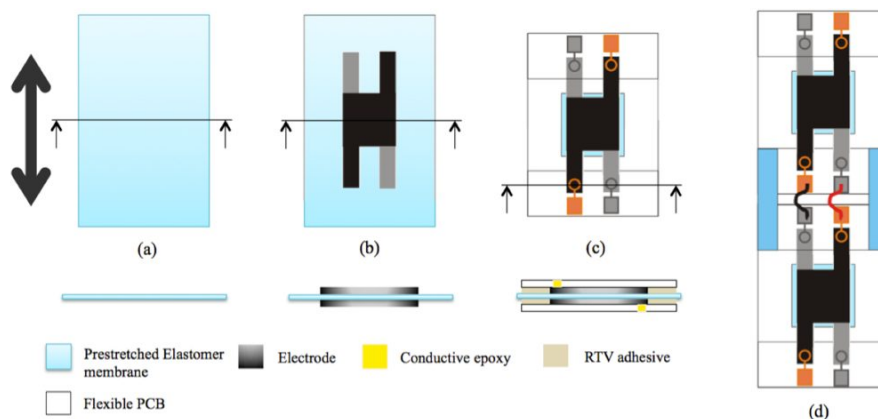 (a)
(b)
(c)
Prestretched Elastomer
membrane
Electrode
Conductive epoxy
RTV adhesive
Flexible PCB
(d)